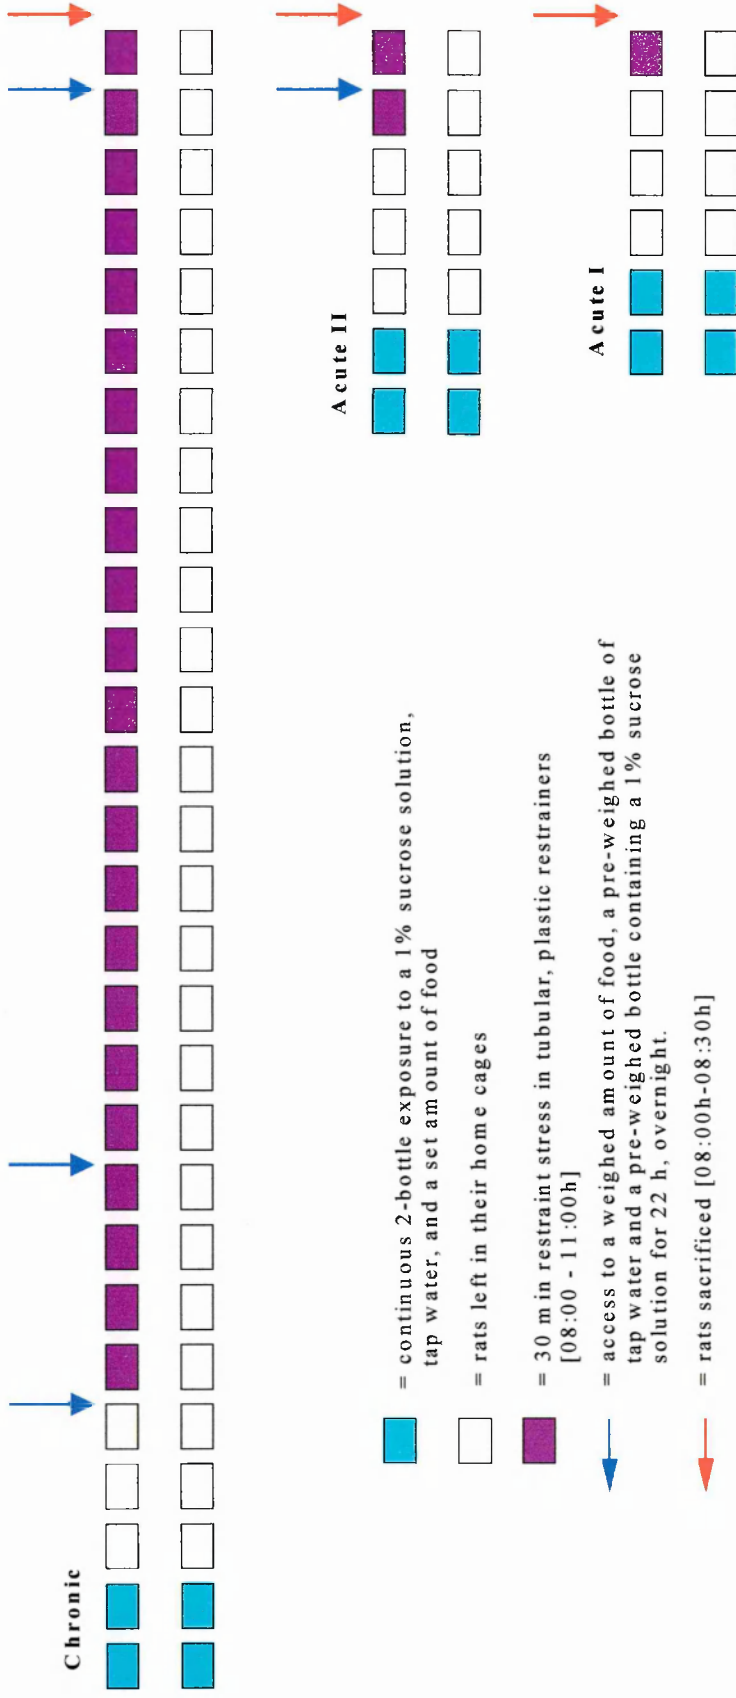 Chronic
Acute II
Acute I
= continuous 2-bottle exposure to a 1% sucrose solution,
tap water, and a set amount of food
= rats left in their home cages
= 30 min restraint stress in tubular, plastic restrainers
[08:00 - 11:00h]
= access to a weighed amount of food, a pre-weighed bottle of
tap water and a pre-weighed bottle containing a 1% sucrose
solution for 22 h, overnight.
= rats sacrificed [08:00h-08:30h]